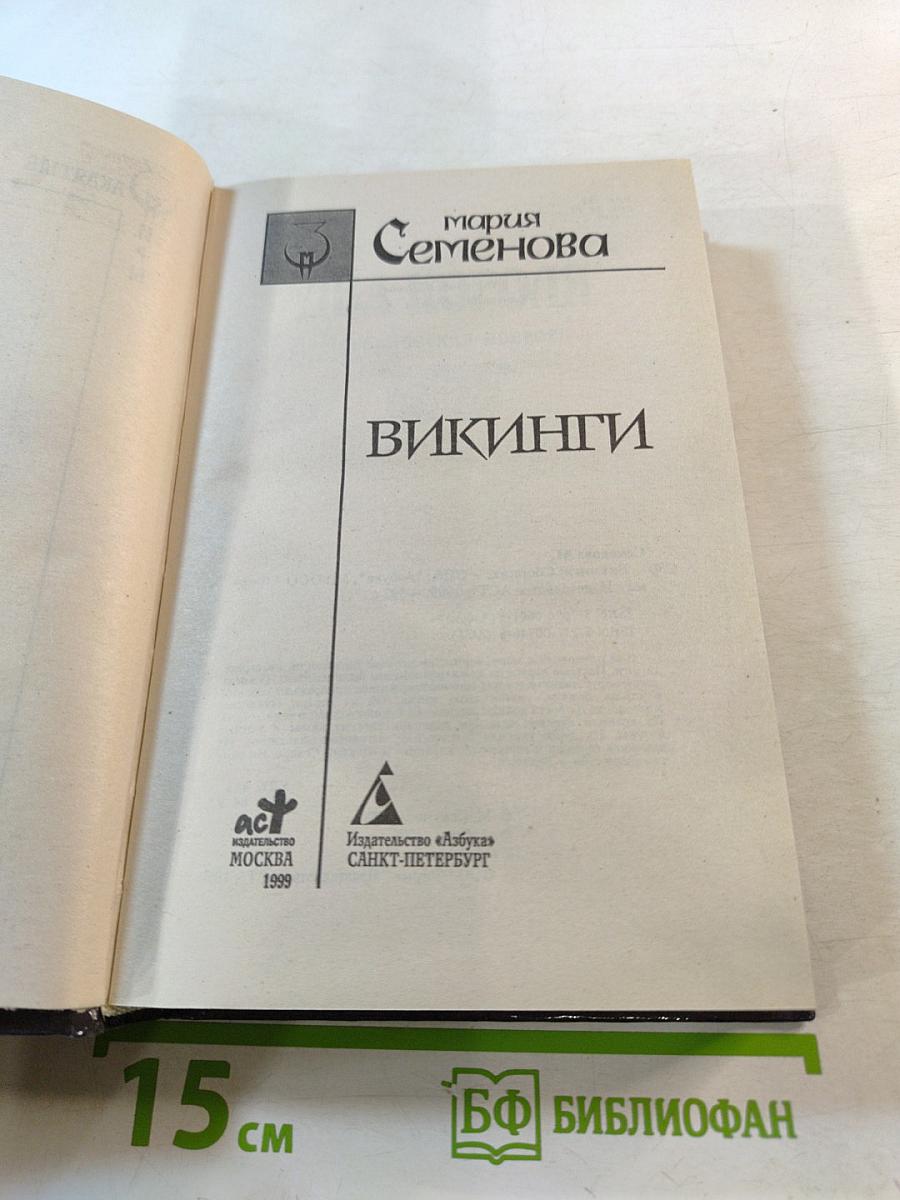 Мария
Семенова
ВИКИНГИ
аст
ИЗДАТЕЛЬСТВО
МОСКВА
1999
Издательство «Азбука»
САНКТ-ПЕТЕРБУРГ
15 см
БФ БИБЛИОФАН